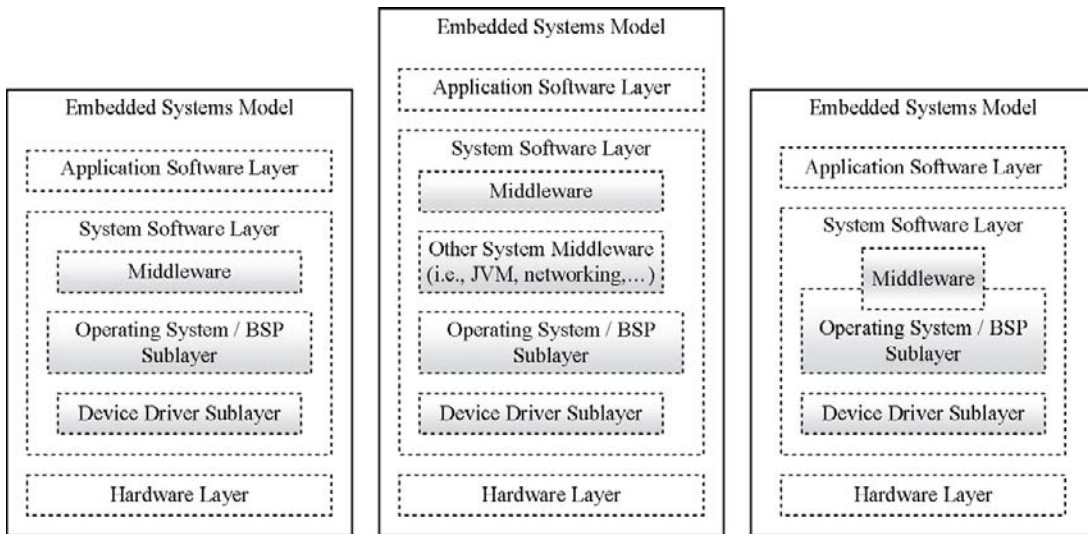 Embedded Systems Model
Application Software Layer
System Software Layer
Middleware
Operating System / BSP
Sublayer
Device Driver Sublayer
Hardware Layer
Embedded Systems Model
Application Software Layer
System Software Layer
Middleware
Other System Middleware
(i.e., JVM, networking,…)
Operating System / BSP
Sublayer
Device Driver Sublayer
Hardware Layer
Embedded Systems Model
Application Software Layer
System Software Layer
Middleware
Operating System / BSP
Sublayer
Device Driver Sublayer
Hardware Layer